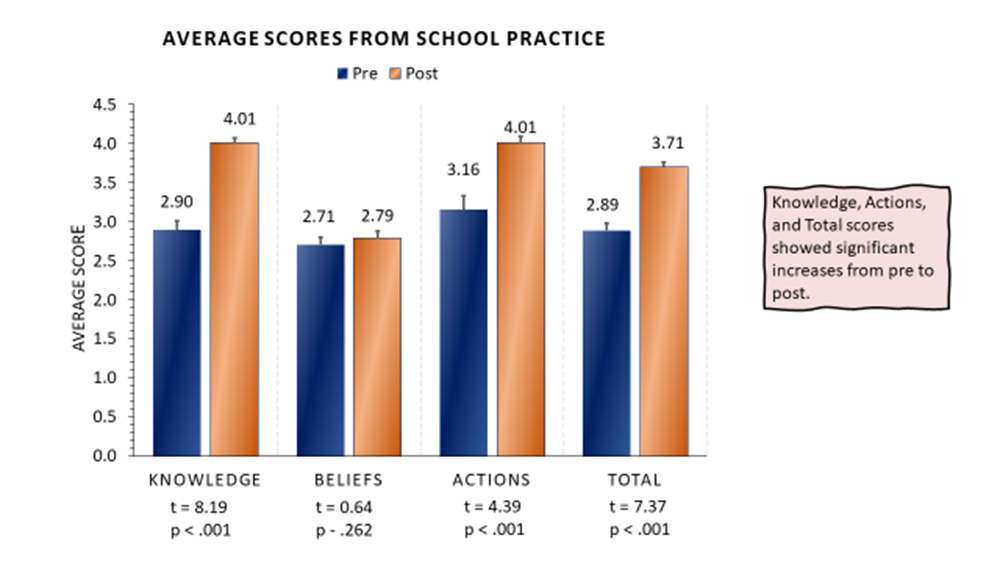 AVERAGE SCORES FROM SCHOOL PRACTICE
Pre Post
4.5
4.0
3.5
3.0
2.5
2.0
1.5
1.0
0.5
0.0
AVERAGE SCORE
2.90
4.01
2.71
2.79
3.16
4.01
2.89
3.71
KNOWLEDGE BELIEFS ACTIONS TOTAL
t = 8.19 t = 0.64 t = 4.39 t = 7.37
p < .001 p - .262 p < .001 p < .001
Knowledge, Actions,
and Total scores
showed significant
increases from pre to
post.